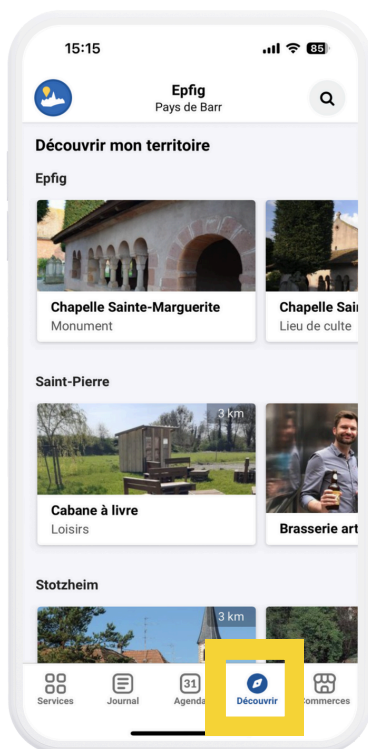 15:15
85
Epfig
Pays de Barr
Découvrir mon territoire
Epfig
Chapelle Sainte-Marguerite
Monument
Chapelle Sai
Lieu de culte
Saint-Pierre
3 km
Cabane à livre
Loisirs
Brasserie art
Stotzheim
3 km
31
Services
Journal
Agenda
Découvrir
ommerces